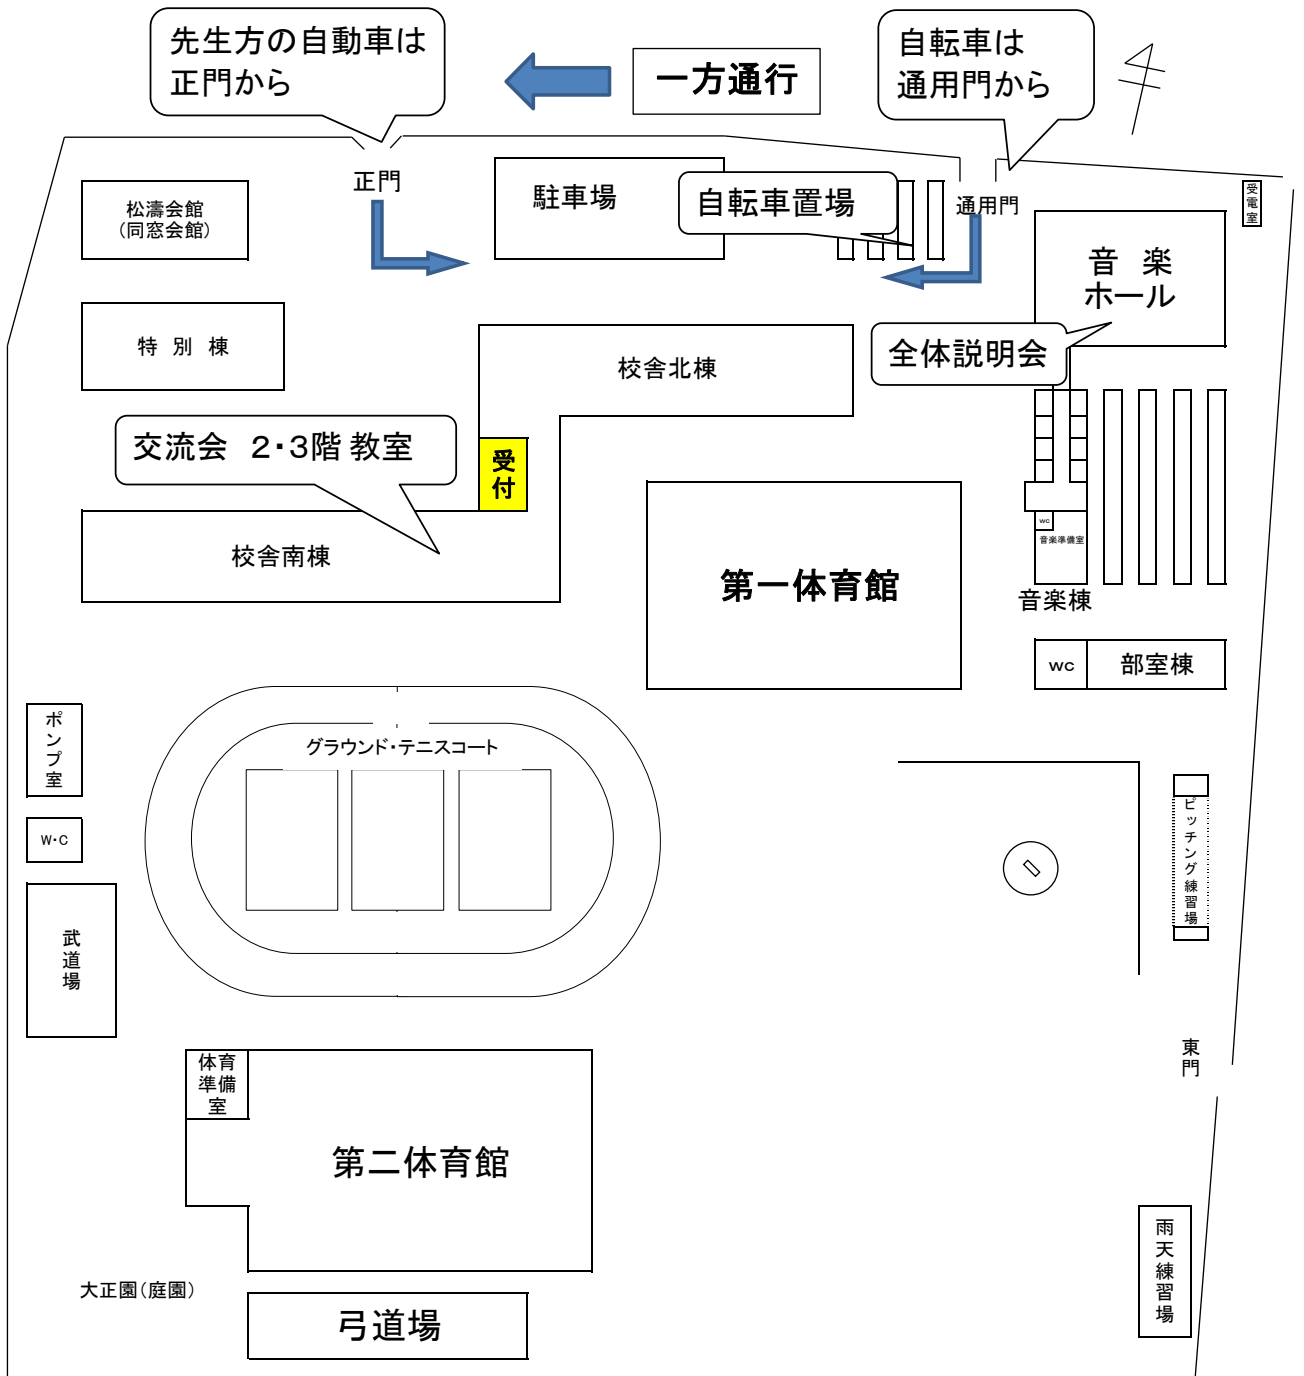 先生方の自動車は
正門から
一方通行
自転車は
通用門から
正門
駐車場
自転車置場
通用門
受電室
松濤会館
（同窓会館）
音　楽
ホール
特　別　棟
校舎北棟
全体説明会
交流会　２・３階 教室
受付
校舎南棟
第一体育館
WC
音楽準備室
音楽棟
WC
部室棟
ポンプ室
グラウンド・テニスコート
W・C
ピッチング練習場
武道場
東門
体育
準備
室
第二体育館
雨天練習場
大正園（庭園）
弓道場